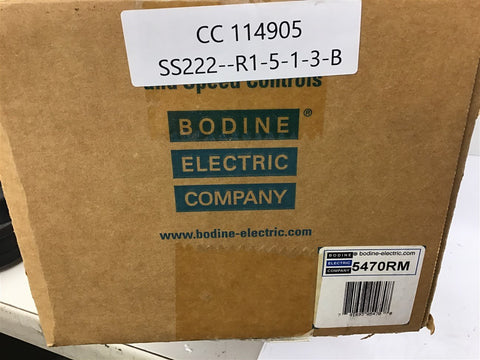 CC 114905
SS222--R1-5-1-3-B
and Speed Controls
BODINE ®
ELECTRIC
COMPANY
www.bodine-electric.com
BODINE ® bodine-electric.com
ELECTRIC
COMPANY
5470RM